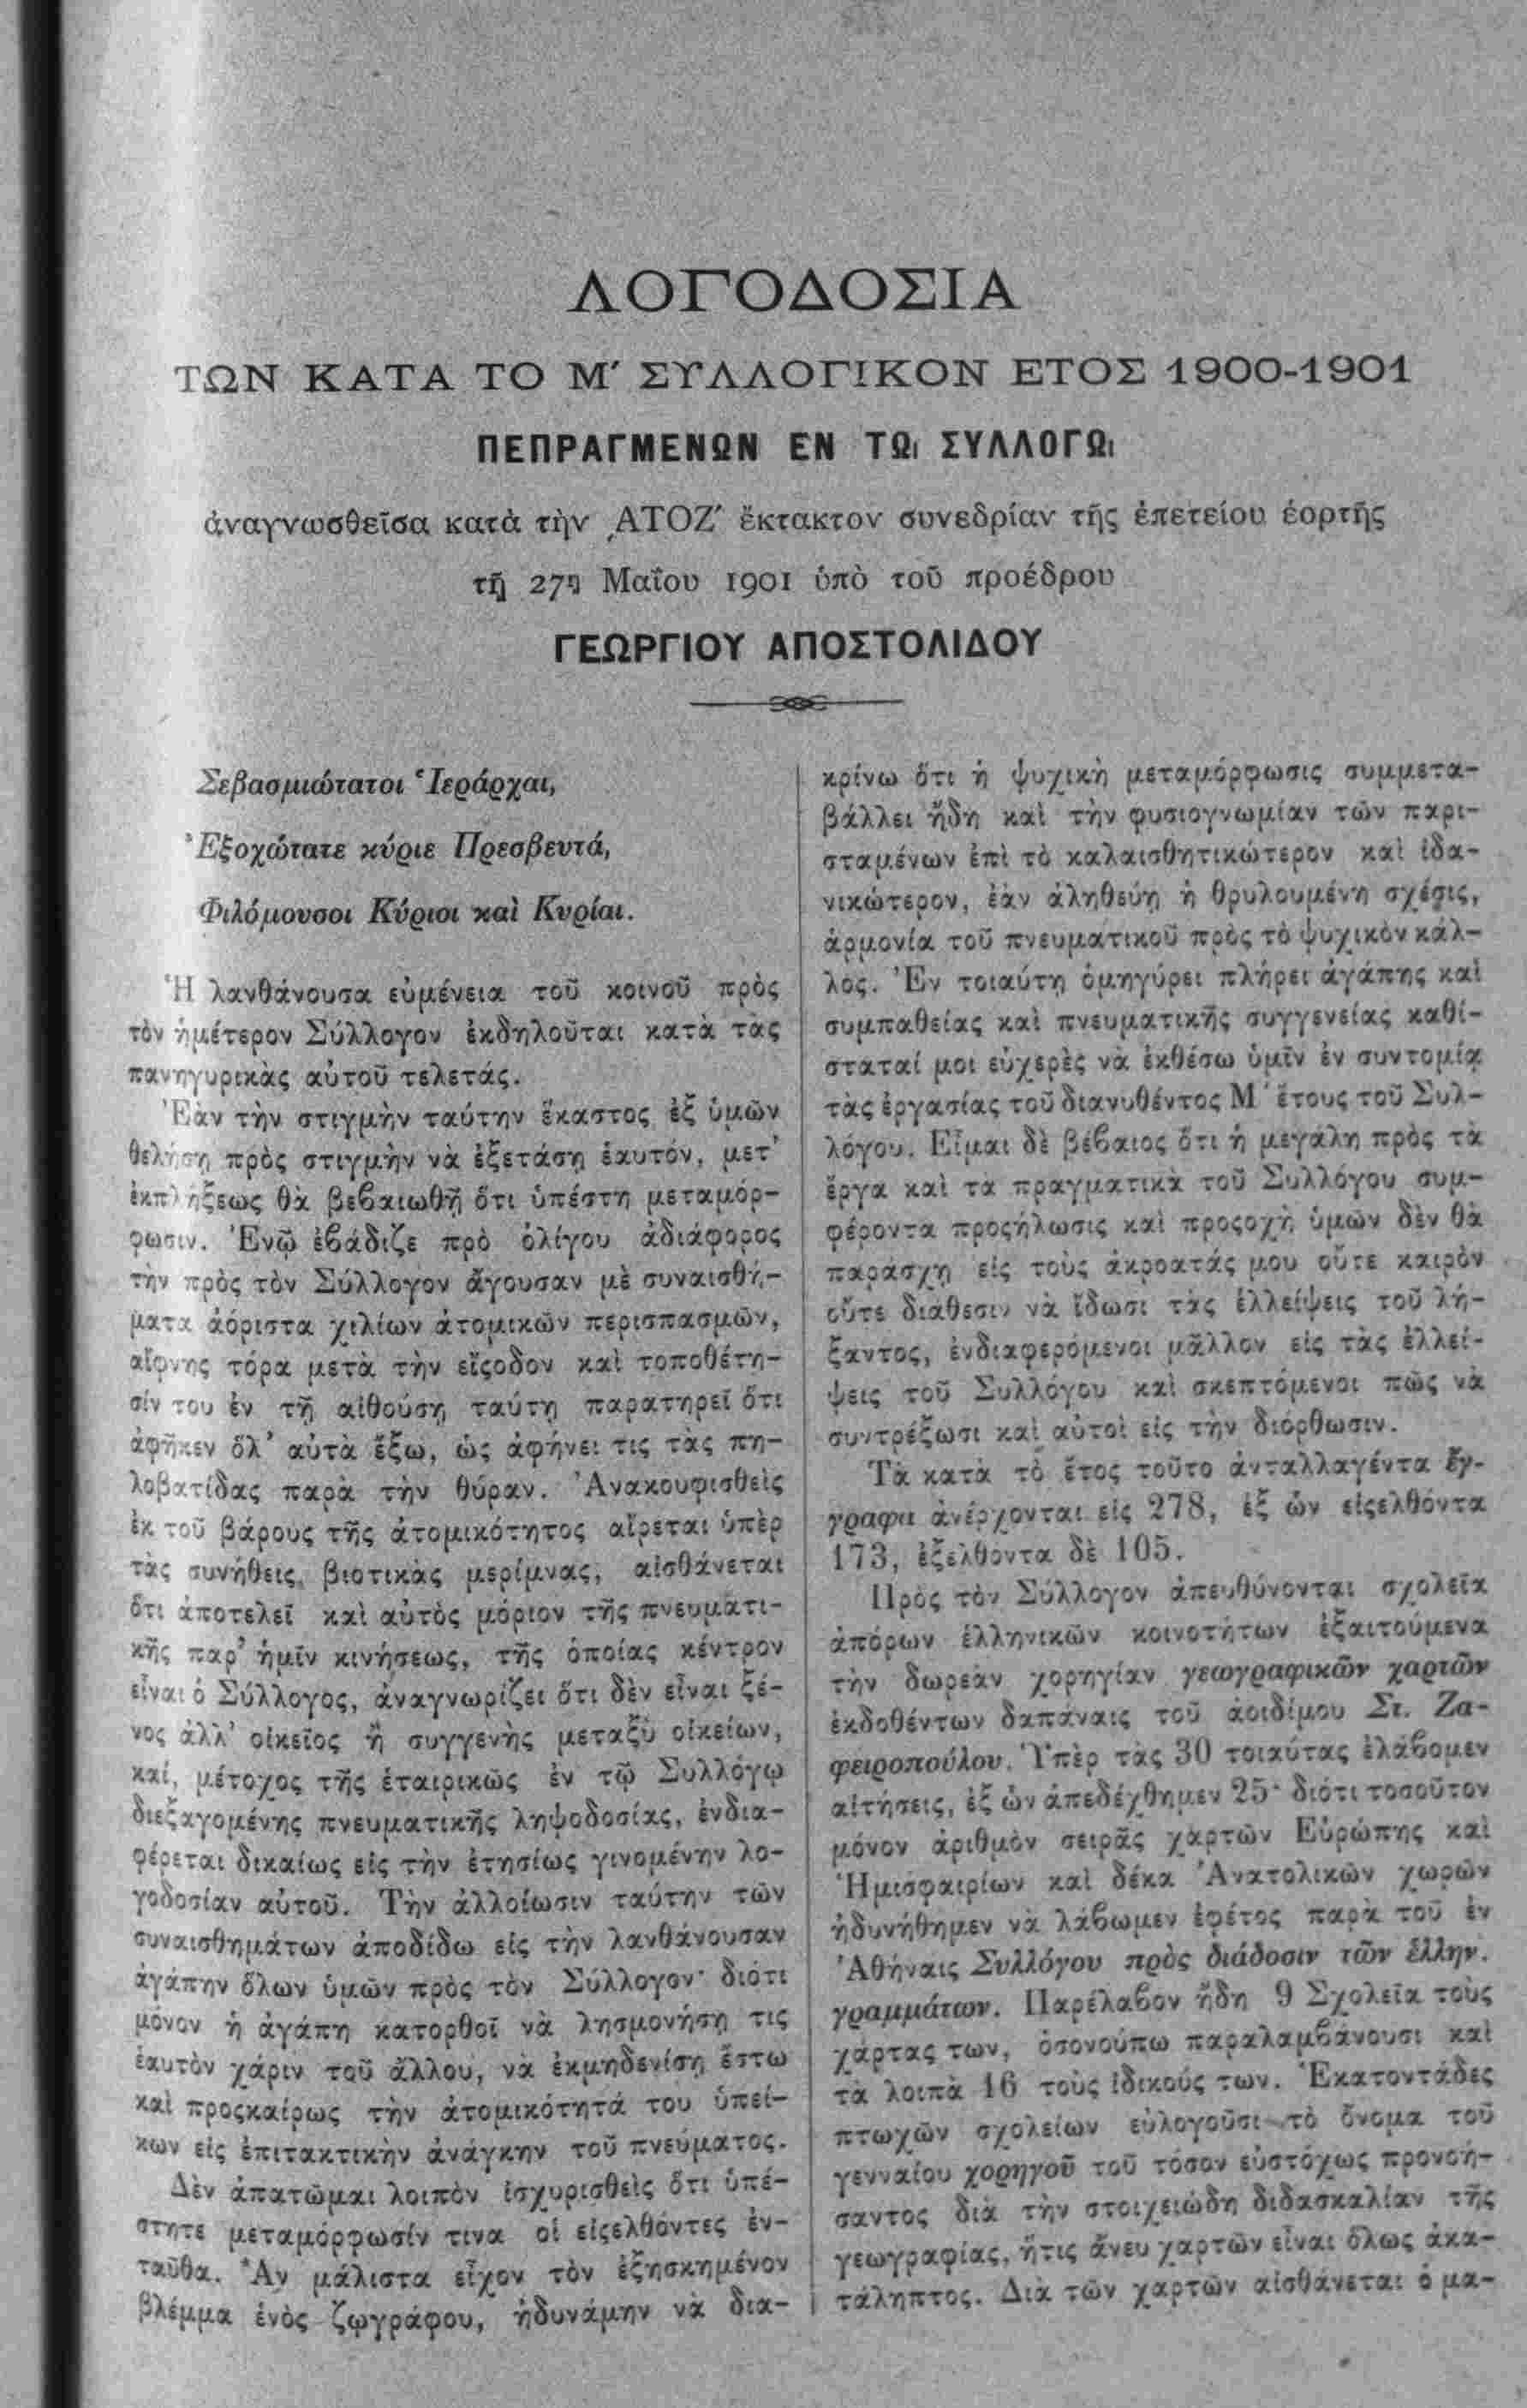 ΛΟΓΟΔΟΣΙΑ
ΤΩΝ ΚΑΤΑ ΤΟ Μ΄ ΣΥΛΛΟΓΙΚΟΝ ΕΤΟΣ 1900-1901
ΠΕΠΡΑΓΜΕΝΩΝ ΕΝ ΤΩι ΣΥΛΛΟΓΩι
ἀναγνωσθεῖσα κατὰ τὴν ͵ΑΤΟΖ΄ ἔκτακτον συνεδρίαν τῆς ἐπετείου ἑορτῆς
τῇ 27ῃ Μαΐου 1901 ὑπὸ τοῦ προέδρου
ΓΕΩΡΓΙΟΥ ΑΠΟΣΤΟΛΙΔΟΥ
Σεβασμιώτατοι Ἱεράρχαι,
Ἐξοχώτατε κύριε Πρεσβευτά,
Φιλόμουσοι Κύριοι καὶ Κυρίαι.
Ἡ λανθάνουσα εὐμένεια τοῦ κοινοῦ πρὸς
τὸν ἡμέτερον Σύλλογον ἐκδηλοῦται κατὰ τὰς
πανηγυρικὰς αὐτοῦ τελετάς.
Ἐὰν τὴν στιγμὴν ταύτην ἕκαστος ἐξ ὑμῶν
θελήσῃ πρὸς στιγμὴν νὰ ἐξετάσῃ ἑαυτόν, μετ’
ἐκπλήξεως θὰ βεϐαιωθῇ ὅτι ὑπέστη μεταμόρ-
φωσιν. Ἐνῷ ἐϐάδιζε πρὸ ὀλίγου ἀδιάφορος
τὴν πρὸς τὸν Σύλλογον ἄγουσαν μὲ συναισθή-
ματα ἀόριστα χιλίων ἀτομικῶν περισπασμῶν,
αἴφνης τόρα μετὰ τὴν εἴςοδον καὶ τοποθέτη-
σίν του ἐν τῇ αἰθούσῃ ταύτῃ παρατηρεῖ ὅτι
ἀφῆκεν ὅλ’ αὐτὰ ἔξω, ὡς ἀφήνει τις τὰς πη-
λοβατίδας παρὰ τὴν θύραν. Ἀνακουφισθεὶς
ἐκ τοῦ βάρους τῆς ἀτομικότητος αἴρεται ὑπὲρ
τὰς συνήθεις βιοτικὰς μερίμνας, αἰσθάνεται
ὅτι ἀποτελεῖ καὶ αὐτὸς μόριον τῆς πνευματι-
κῆς παρ’ ἡμῖν κινήσεως, τῆς ὁποίας κέντρον
εἶναι ὁ Σύλλογος, ἀναγνωρίζει ὅτι δὲν εἶναι ξέ-
νος ἀλλ’ οἰκεῖος ἢ συγγενὴς μεταξὺ οἰκείων,
καί, μέτοχος τῆς ἑταιρικῶς ἐν τῷ Συλλόγῳ
διεξαγομένης πνευματικῆς ληψοδοσίας, ἐνδια-
φέρεται δικαίως εἰς τὴν ἐτησίως γινομένην λο-
γοδοσίαν αὐτοῦ. Τὴν ἀλλοίωσιν ταύτην τῶν
συναισθημάτων ἀποδίδω εἰς τὴν λανθάνουσαν
ἀγάπην ὅλων ὑμῶν πρὸς τὸν Σύλλογον· διότι
μόνον ἡ ἀγάπη κατορθοῖ νὰ λησμονήσῃ τις
ἑαυτὸν χάριν τοῦ ἄλλου, νὰ ἐκμηδενίσῃ ἔστω
καὶ προςκαίρως τὴν ἀτομικότητά του ὑπεί-
κων εἰς ἐπιτακτικὴν ἀνάγκην τοῦ πνεύματος.
Δὲν ἀπατῶμαι λοιπὸν ἰσχυρισθεὶς ὅτι ὑπέ-
στητε μεταμόρφωσίν τινα οἱ εἰςελθόντες ἐν-
ταῦθα. Ἂν μάλιστα εἶχον τὸν ἐξησκημένον
βλέμμα ἑνὸς ζῳγράφου, ἠδυνάμην νὰ δια-
κρίνω ὅτι ἡ ψυχικὴ μεταμόρφωσις συμμετα-
βάλλει ἤδη καὶ τὴν φυσιογνωμίαν τῶν παρι-
σταμένων ἐπὶ τὸ καλαισθητικώτερον καὶ ἰδα-
νικώτερον, ἐὰν ἀληθεύῃ ἡ θρυλουμένη σχέσις,
ἁρμονία τοῦ πνευματικοῦ πρὸς τὸ ψυχικὸν κάλ-
λος. Ἐν τοιαύτῃ ὁμηγύρει πλήρει ἀγάπης καὶ
συμπαθείας καὶ πνευματικῆς συγγενείας καθί-
σταταί μοι εὐχερὲς νὰ ἐκθέσω ὑμῖν ἐν συντομίᾳ
τὰς ἐργασίας τοῦ διανυθέντος Μ΄ ἔτους τοῦ Συλ-
λόγου. Εἶμαι δὲ βέϐαιος ὅτι ἡ μεγάλη πρὸς τὰ
ἔργα καὶ τὰ πραγματικὰ τοῦ Συλλόγου συμ-
φέροντα προςήλωσις καὶ προςοχὴ ὑμῶν δὲν θὰ
παράσχῃ εἰς τοὺς ἀκροατάς μου οὔτε καιρὸν
οὔτε διάθεσιν νὰ ἴδωσι τὰς ἐλλείψεις τοῦ λή-
ξαντος, ἐνδιαφερόμενοι μᾶλλον εἰς τὰς ἐλλεί-
ψεις τοῦ Συλλόγου καὶ σκεπτόμενοι πῶς νὰ
συντρέξωσι καὶ αὐτοὶ εἰς τὴν διόρθωσιν.
Τὰ κατὰ τὸ ἔτος τοῦτο ἀνταλλαγέντα ἔγ-
γραφα ἀνέρχονται εἰς 278, ἐξ ὧν εἰςελθόντα
173, ἐξελθόντα δὲ 105.
Πρὸς τὸν Σύλλογον ἀπευθύνονται σχολεῖα
ἀπόρων ἑλληνικῶν κοινοτήτων ἐξαιτούμενα
τὴν δωρεὰν χορηγίαν γεωγραφικῶν χαρτῶν
ἐκδοθέντων δαπάναις τοῦ ἀοιδίμου Στ. Ζα-
φειροπούλου. Ὑπὲρ τὰς 30 τοιαύτας ἐλάϐομεν
αἰτήσεις, ἐξ ὧν ἀπεδέχθημεν 25· διότι τοσοῦτον
μόνον ἀριθμὸν σειρᾶς χαρτῶν Εὐρώπης καὶ
Ἡμισφαιρίων καὶ δέκα Ἀνατολικῶν χωρῶν
ἠδυνήθημεν νὰ λάϐωμεν ἐφέτος παρὰ τοῦ ἐν
Ἀθήναις Συλλόγου πρὸς διάδοσιν τῶν ἑλλην.
γραμμάτων. Παρέλαϐον ἤδη 9 Σχολεῖα τοὺς
χάρτας των, ὁσονούπω παραλαμϐάνουσι καὶ
τὰ λοιπὰ 16 τοὺς ἰδικούς των. Ἑκατοντάδες
πτωχῶν σχολείων εὐλογοῦσι τὸ ὄνομα τοῦ
γενναίου χορηγοῦ τοῦ τόσον εὐστόχως προνοή-
σαντος διὰ τὴν στοιχειώδη διδασκαλίαν τῆς
γεωγραφίας, ἥτις ἄνευ χαρτῶν εἶναι ὅλως ἀκα-
τάληπτος. Διὰ τῶν χαρτῶν αἰσθάνεται ὁ μα-